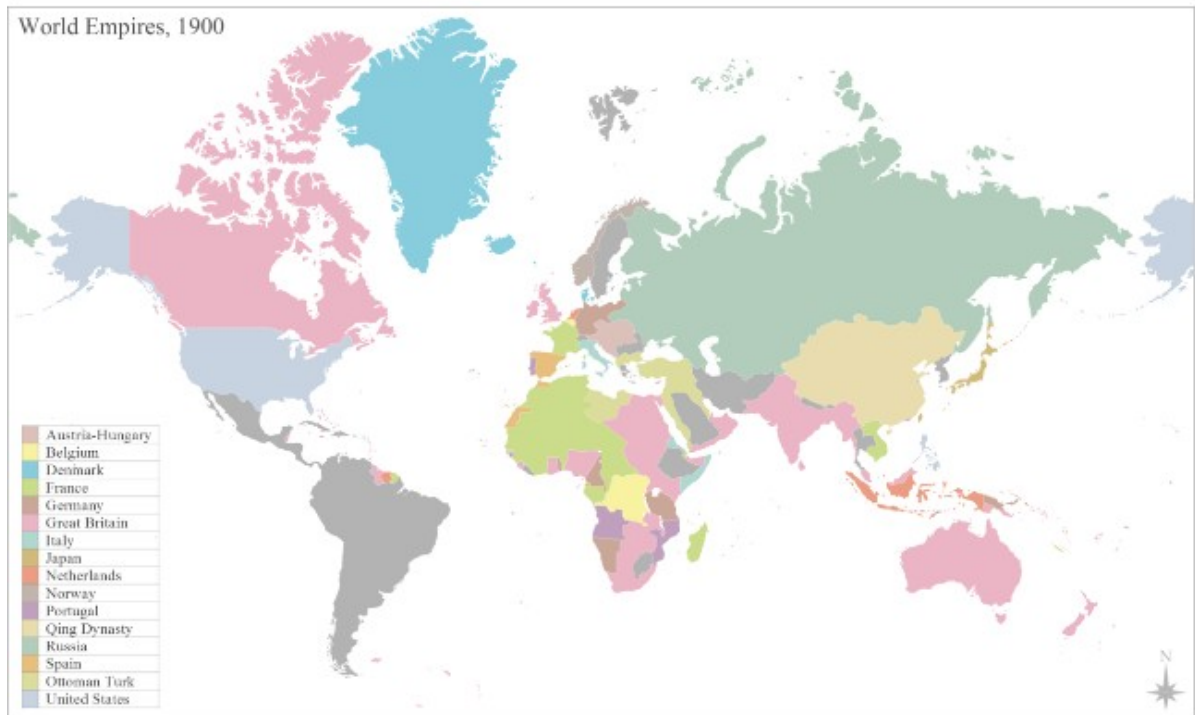 World Empires, 1900
Austria-Hungary
Belgium
Denmark
France
Germany
Great Britain
Italy
Japan
Netherlands
Norway
Portugal
Qing Dynasty
Russia
Spain
Ottoman Turk
United States
N